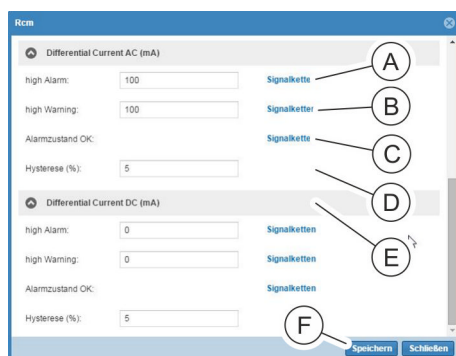 Rcm
Differential Current AC (mA)
high Alarm: 100 Signalkette A
high Warning: 100 Signalketter B
Alarmzustand OK: Signalkette C
Hysterese (%): 5 D
Differential Current DC (mA)
high Alarm: 0 Signalketten E
high Warning: 0 Signalketten
Alarmzustand OK: Signalketten
Hysterese (%): 5
F
Speichern Schließen